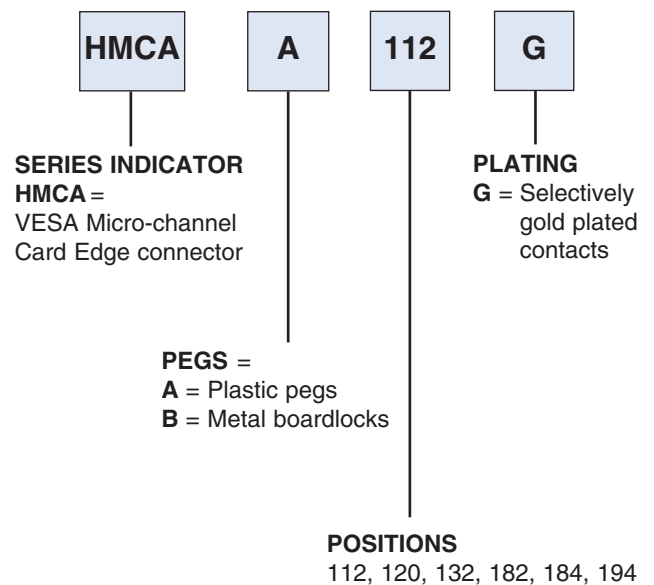 HMCA A 112 G
SERIES INDICATOR
HMCA =
VESA Micro-channel
Card Edge connector
PLATING
G = Selectively
gold plated
contacts
PEGS =
A = Plastic pegs
B = Metal boardlocks
POSITIONS
112, 120, 132, 182, 184, 194